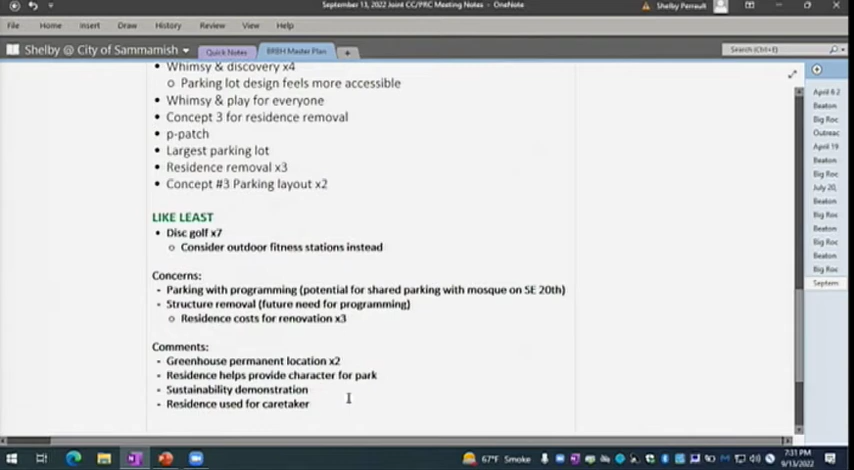 September 13, 2022 Joint CC/PRC Meeting Notes - OneNote
Shelby Perrault
File Home Insert Draw History Review View Help
Shelby @ City of Sammamish
Quick Notes
BRBH Master Plan
+
Search (Ctrl+E)
• Whimsy & discovery x4
o Parking lot design feels more accessible
• Whimsy & play for everyone
• Concept 3 for residence removal
• p-patch
• Largest parking lot
• Residence removal x3
• Concept #3 Parking layout x2
LIKE LEAST
• Disc golf x7
o Consider outdoor fitness stations instead
Concerns:
- Parking with programming (potential for shared parking with mosque on SE 20th)
- Structure removal (future need for programming)
o Residence costs for renovation x3
Comments:
- Greenhouse permanent location x2
- Residence helps provide character for park
- Sustainability demonstration
- Residence used for caretaker
April 6 2
Beaton
Big Roc
Outreac
April 19
Beaton
Big Roc
July 20,
Beaton
Big Roc
Beaton
Big Roc
Beaton
Big Roc
Septem
67°F Smoke
7:31 PM
9/13/2022